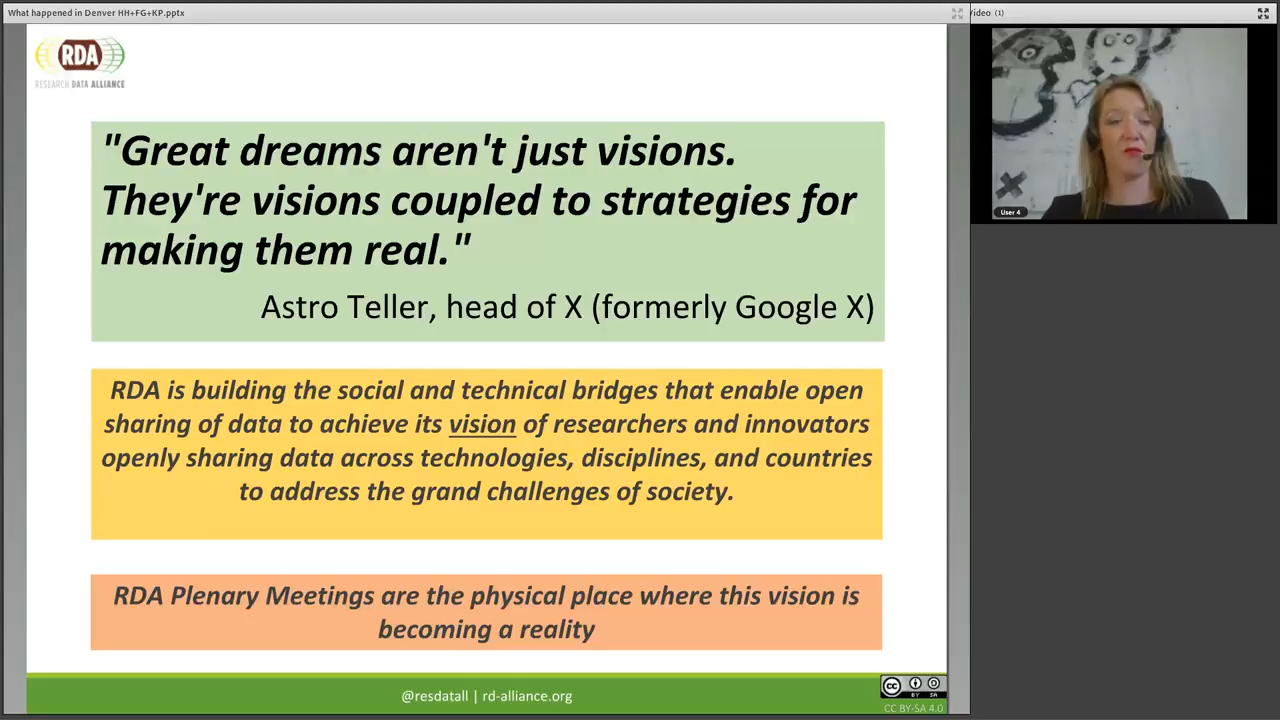 What happened in Denver HH+FG+KP.pptx
Video (1)
RDA
RESEARCH DATA ALLIANCE
"Great dreams aren't just visions.
They're visions coupled to strategies for
making them real."
Astro Teller, head of X (formerly Google X)
RDA is building the social and technical bridges that enable open
sharing of data to achieve its vision of researchers and innovators
openly sharing data across technologies, disciplines, and countries
to address the grand challenges of society.
RDA Plenary Meetings are the physical place where this vision is
becoming a reality
@resdatall | rd-alliance.org
cc
BY SA
CC BY-SA 4.0
User 4